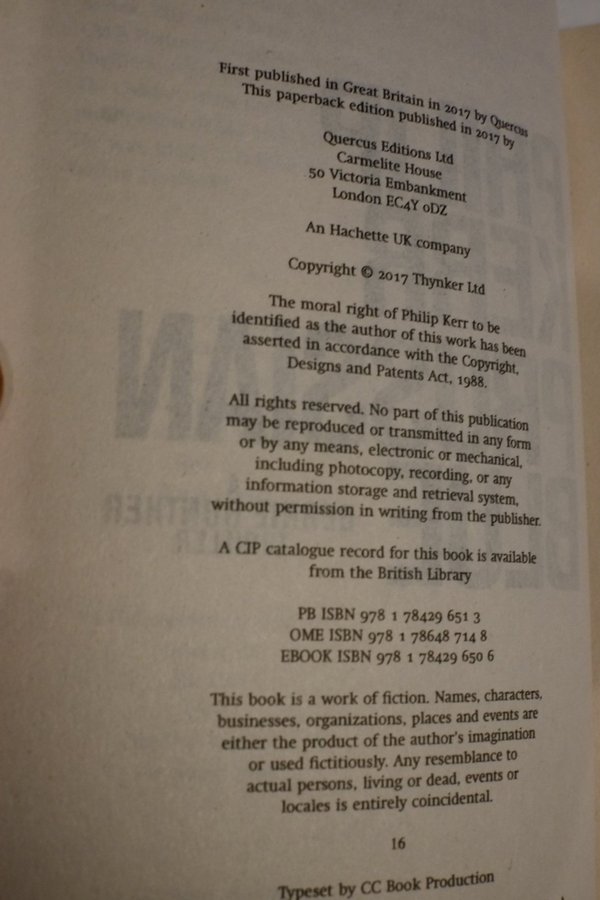 First published in Great Britain in 2017 by Quercus
This paperback edition published in 2017 by
Quercus Editions Ltd
Carmelite House
50 Victoria Embankment
London EC4Y 0DZ
An Hachette UK company
Copyright © 2017 Thynker Ltd
The moral right of Philip Kerr to be
identified as the author of this work has been
asserted in accordance with the Copyright,
Designs and Patents Act, 1988.
All rights reserved. No part of this publication
may be reproduced or transmitted in any form
or by any means, electronic or mechanical,
including photocopy, recording, or any
information storage and retrieval system,
without permission in writing from the publisher.
A CIP catalogue record for this book is available
from the British Library
PB ISBN 978 1 78429 651 3
OME ISBN 978 1 78648 714 8
EBOOK ISBN 978 1 78429 650 6
This book is a work of fiction. Names, characters,
businesses, organizations, places and events are
either the product of the author's imagination
or used fictitiously. Any resemblance to
actual persons, living or dead, events or
locales is entirely coincidental.
16
Typeset by CC Book Production